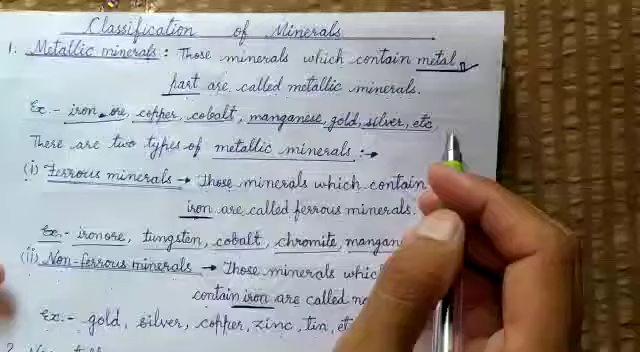 Classification of Minerals
1. Metallic minerals: Those minerals which contain metal
part are called metallic minerals.
Ex.- iron ore, copper, cobalt, manganese, gold, silver, etc
There are two types of metallic minerals :→
(i) Ferrous minerals → Those minerals which contain
iron are called ferrous minerals.
Ex.- iron ore, tungsten, cobalt, chromite, mangan
(ii) Non-ferrous minerals → Those minerals whic
contain iron are called no
Ex.- gold, silver, copper, zinc, tin, et